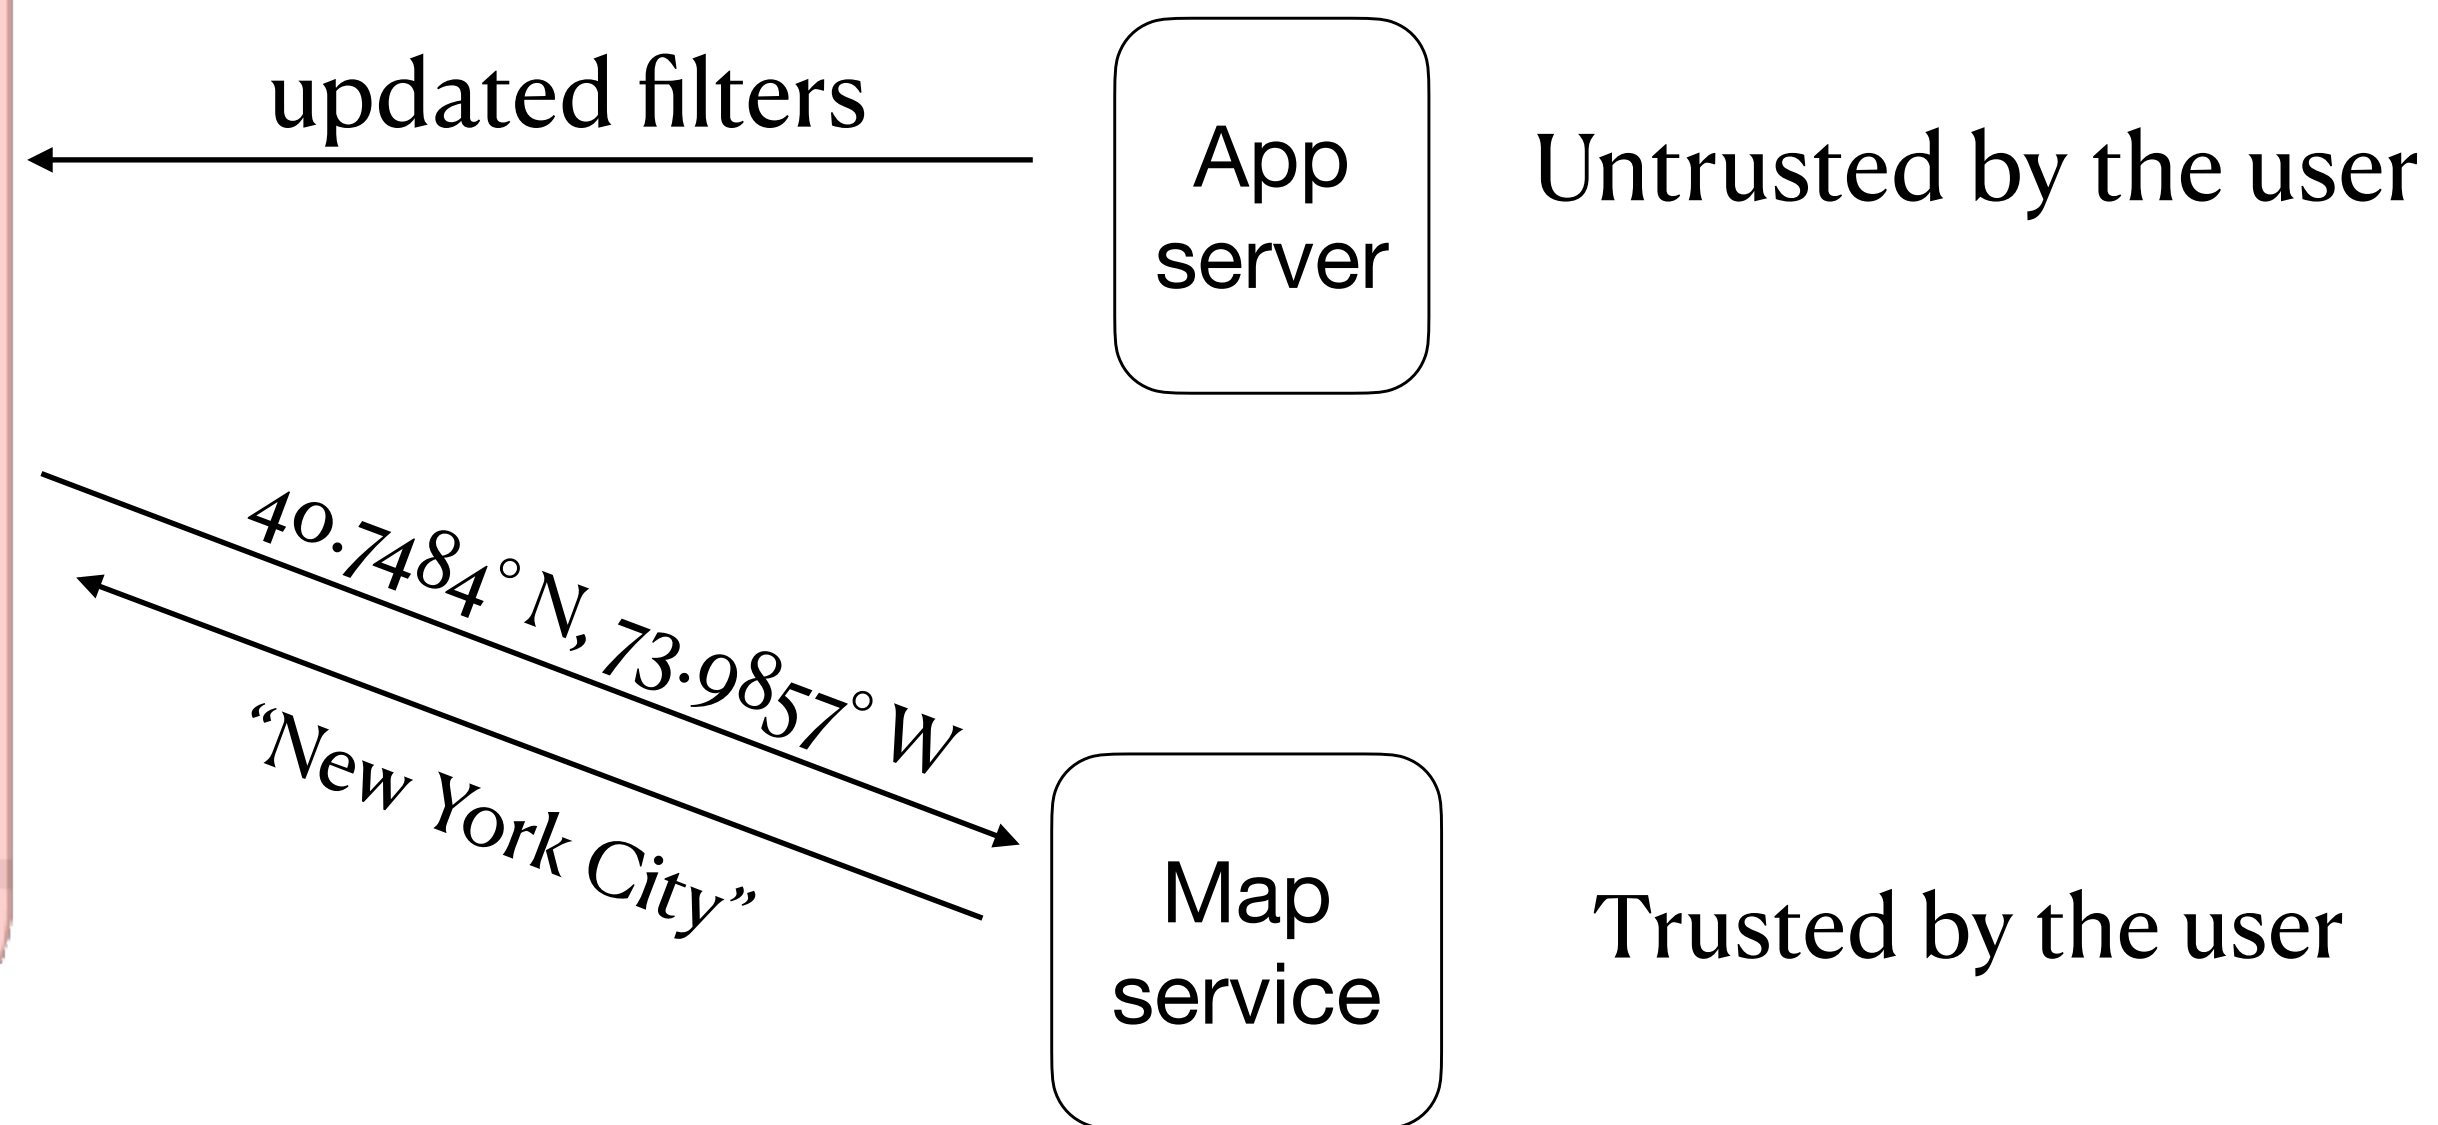 updated filters
App
server
Untrusted by the user
40.7484° N, 73.9857° W
“New York City”
Map
service
Trusted by the user